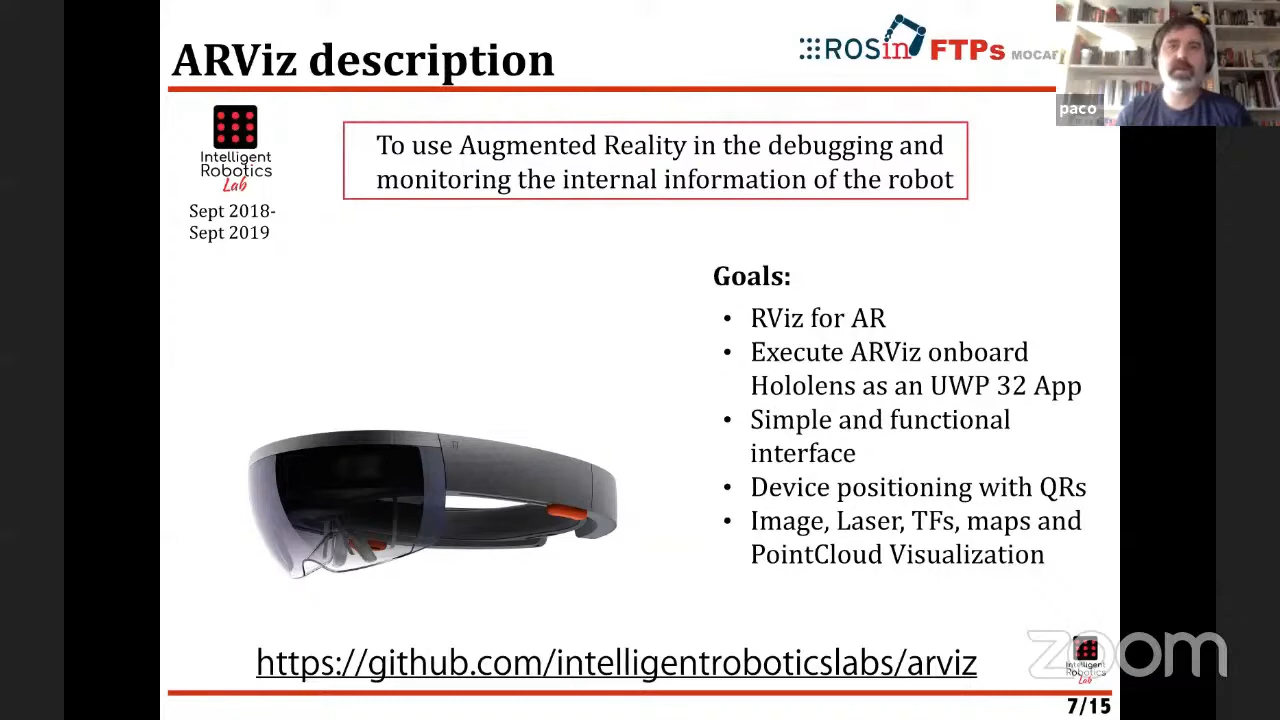 ARViz description
ROSin FTPs MOCAP
paco
Intelligent
Robotics
Lab
To use Augmented Reality in the debugging and
monitoring the internal information of the robot
Sept 2018-
Sept 2019
Goals:
• RViz for AR
• Execute ARViz onboard
Hololens as an UWP 32 App
• Simple and functional
interface
• Device positioning with QRs
• Image, Laser, TFs, maps and
PointCloud Visualization
https://github.com/intelligentroboticslabs/arviz
zoom
Intelligent
Robotics
Lab
7/15